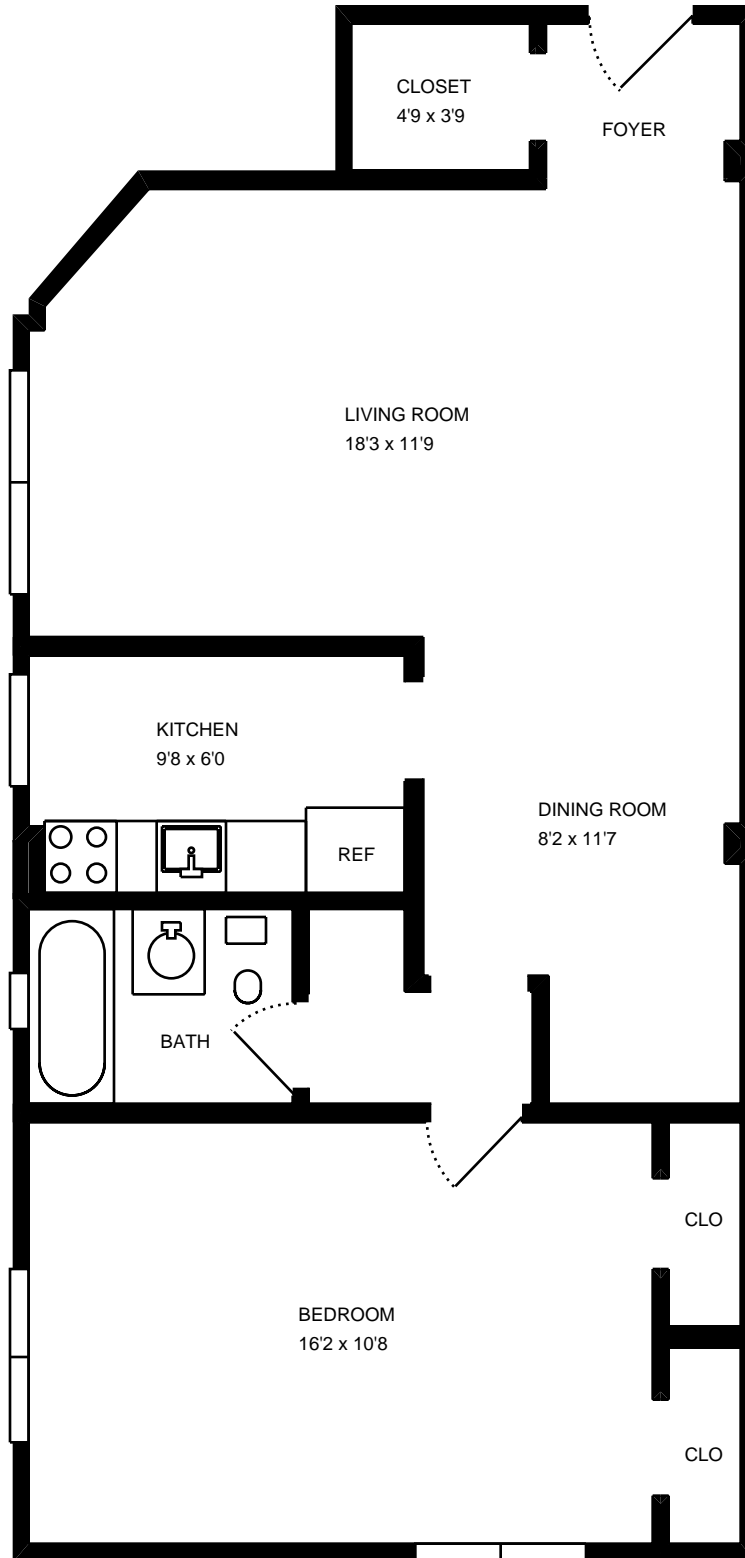 CLOSET
4'9 x 3'9
FOYER
LIVING ROOM
18'3 x 11'9
KITCHEN
9'8 x 6'0
DINING ROOM
8'2 x 11'7
REF
BATH
CLO
BEDROOM
16'2 x 10'8
CLO